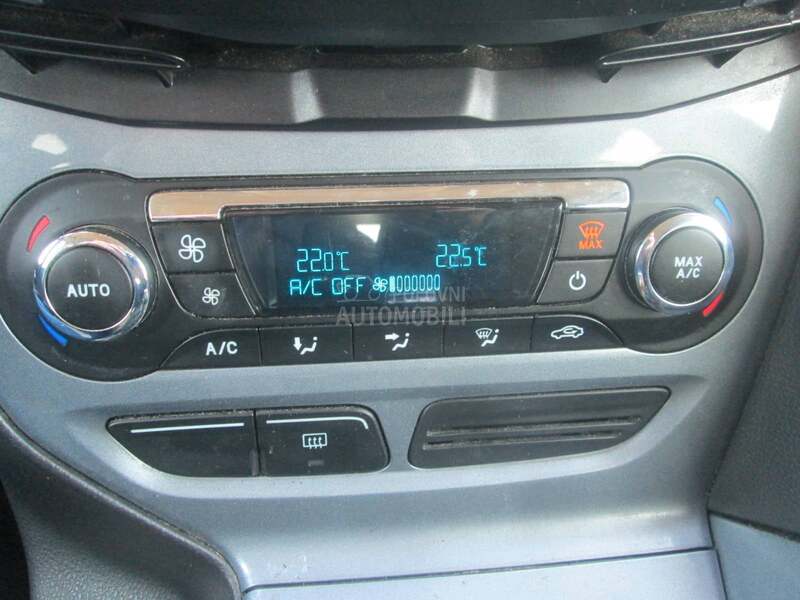 22.0°C 22.5°C
A/C OFF
AUTO
MAX
MAX A/C
A/C
AUTOMOBILI